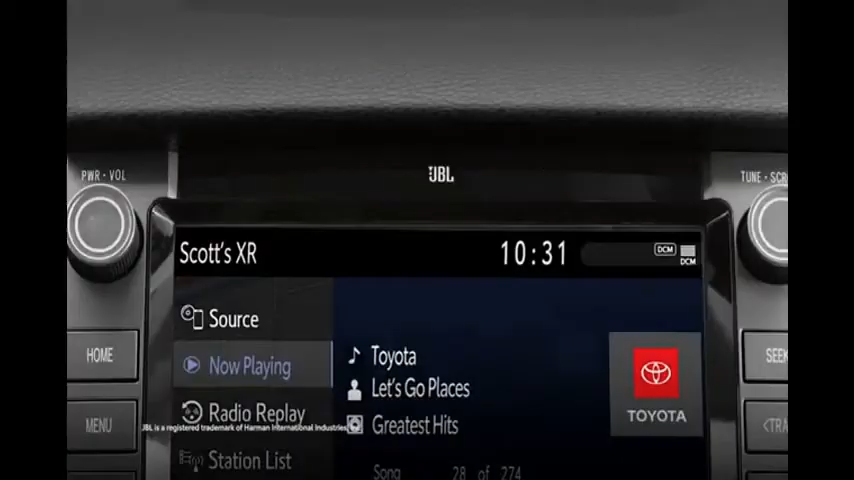 PWR • VOL
JBL
TUNE • SCR
Scott's XR
10:31
DCM
DCM
Source
HOME
SEEK
Now Playing
Toyota
Let's Go Places
TOYOTA
Radio Replay
Greatest Hits
MENU
<TRA
JBL is a registered trademark of Harman International Industries,
Station List
Song 28 of 274